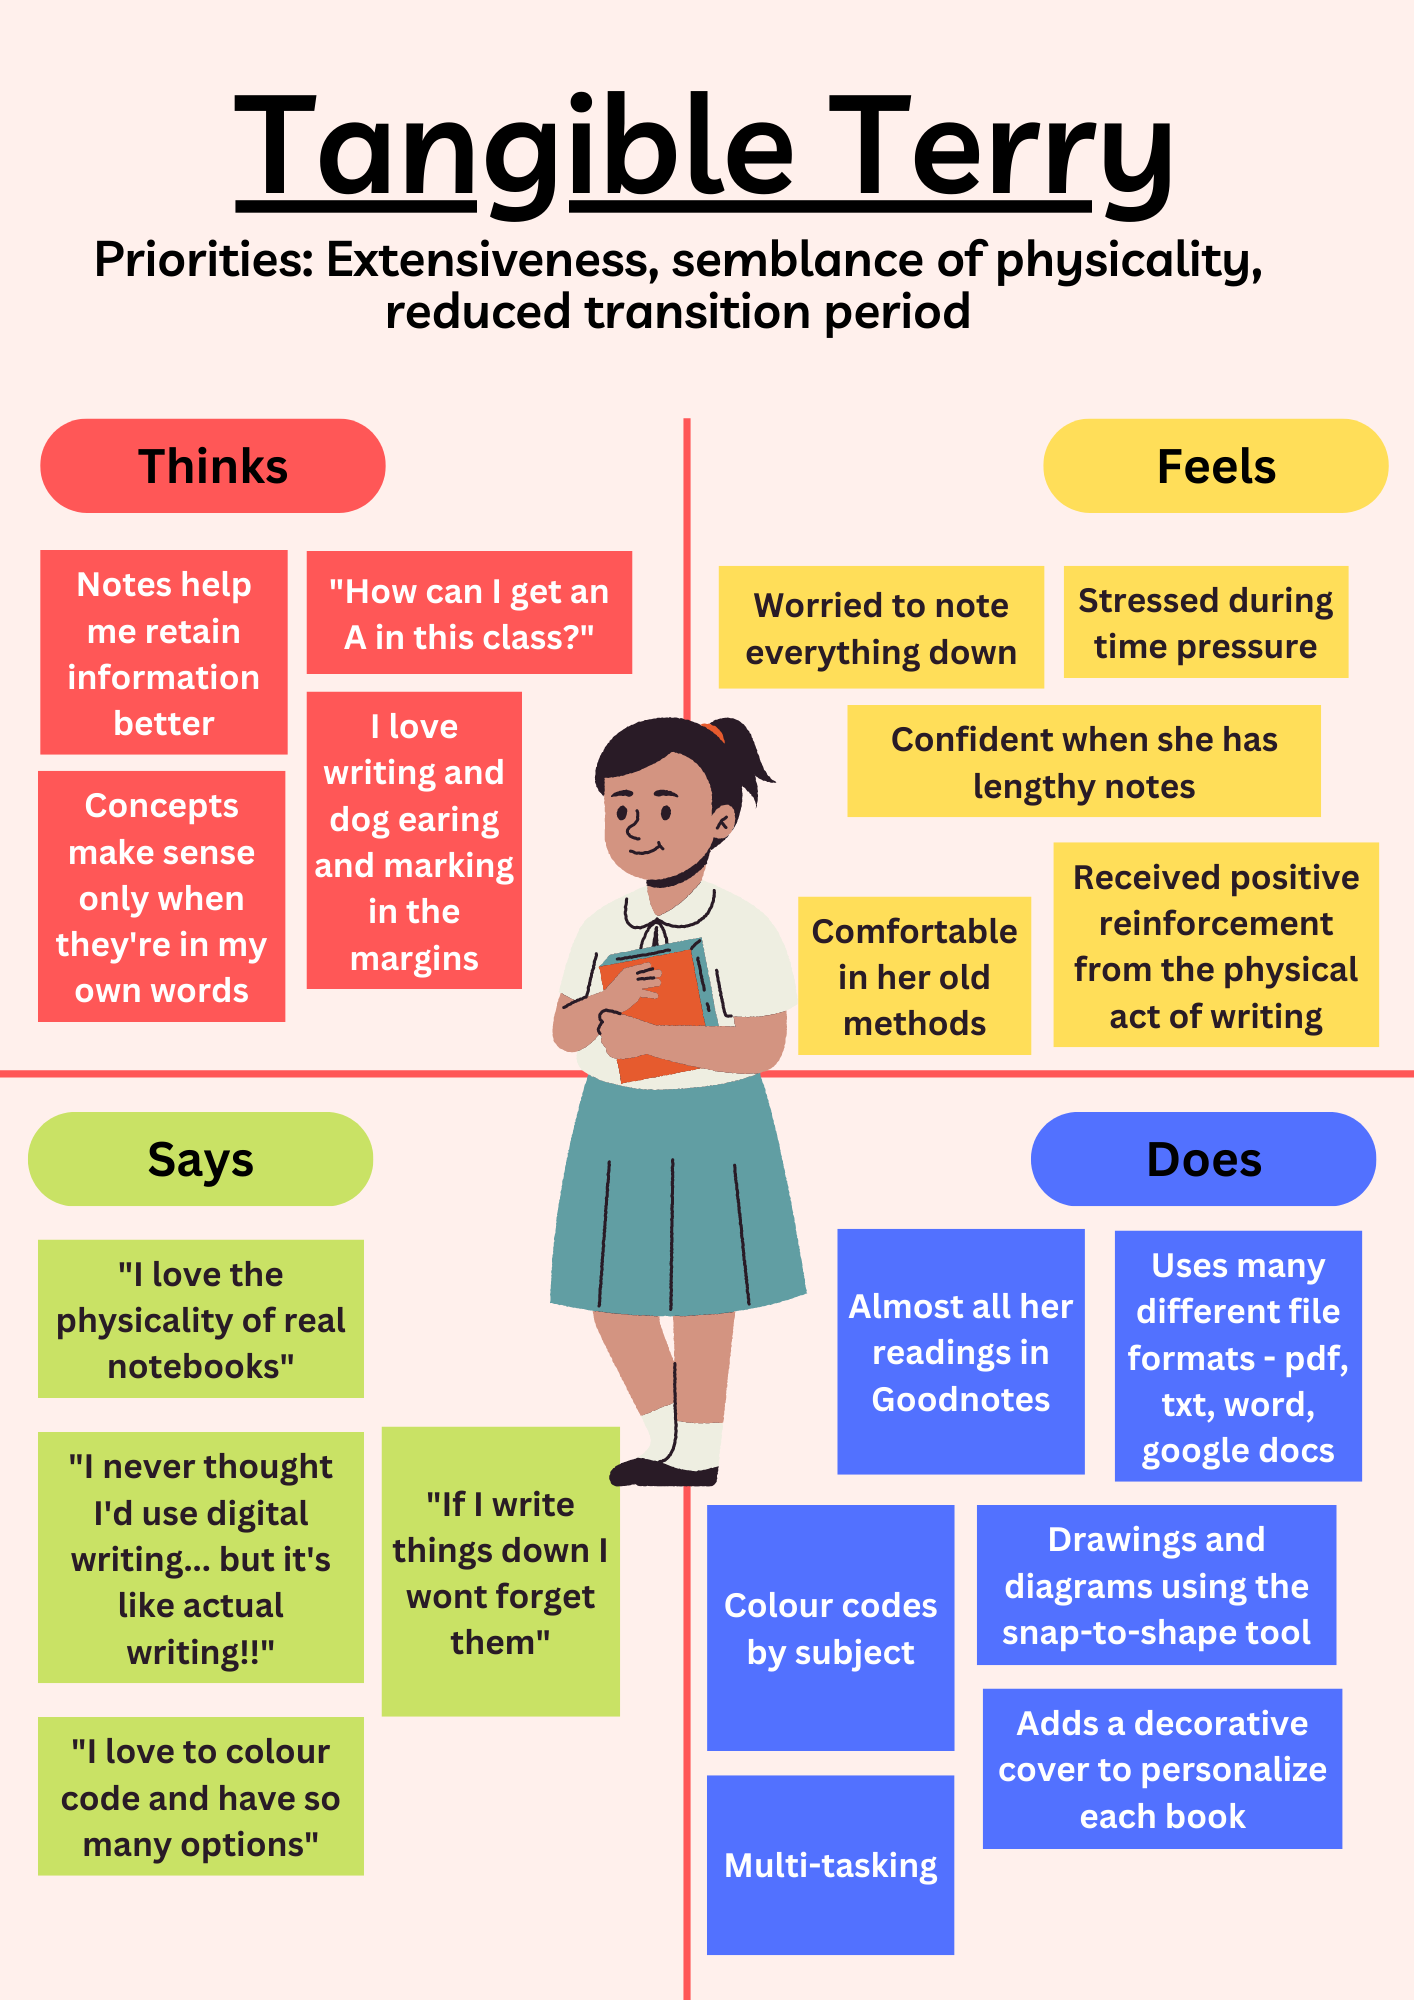 Tangible Terry
Priorities: Extensiveness, semblance of physicality,
reduced transition period
Thinks
Notes help
me retain
information
better
"How can I get an
A in this class?"
Concepts
make sense
only when
they're in my
own words
I love
writing and
dog earing
and marking
in the
margins
Feels
Worried to note
everything down
Stressed during
time pressure
Confident when she has
lengthy notes
Comfortable
in her old
methods
Received positive
reinforcement
from the physical
act of writing
Says
"I love the
physicality of real
notebooks"
"I never thought
I'd use digital
writing... but it's
like actual
writing!!"
"If I write
things down I
wont forget
them"
"I love to colour
code and have so
many options"
Does
Almost all her
readings in
Goodnotes
Uses many
different file
formats - pdf,
txt, word,
google docs
Colour codes
by subject
Drawings and
diagrams using the
snap-to-shape tool
Adds a decorative
cover to personalize
each book
Multi-tasking